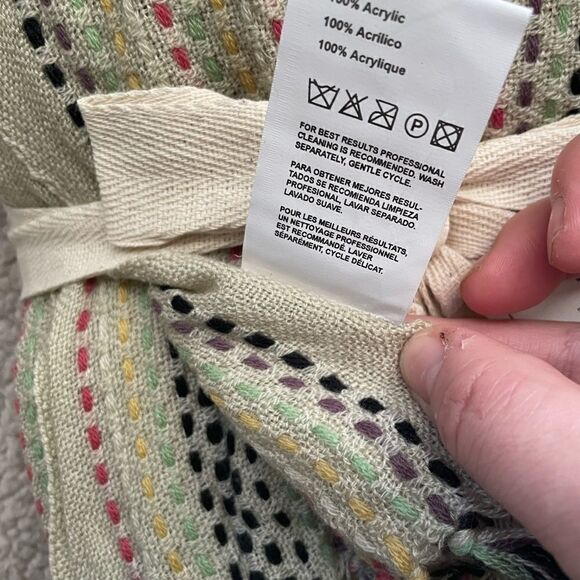 100% Acrylic
100% Acrílico
100% Acrylique
P
FOR BEST RESULTS PROFESSIONAL
CLEANING IS RECOMMENDED. WASH
SEPARATELY, GENTLE CYCLE.
PARA OBTENER MEJORES RESUL-
TADOS SE RECOMIENDA LIMPIEZA
PROFESIONAL, LAVAR SEPARADO.
LAVADO SUAVE.
POUR LES MEILLEURS RÉSULTATS,
UN NETTOYAGE PROFESSIONNEL
EST RECOMMANDÉ. LAVER
SÉPARÉMENT, CYCLE DÉLICAT.